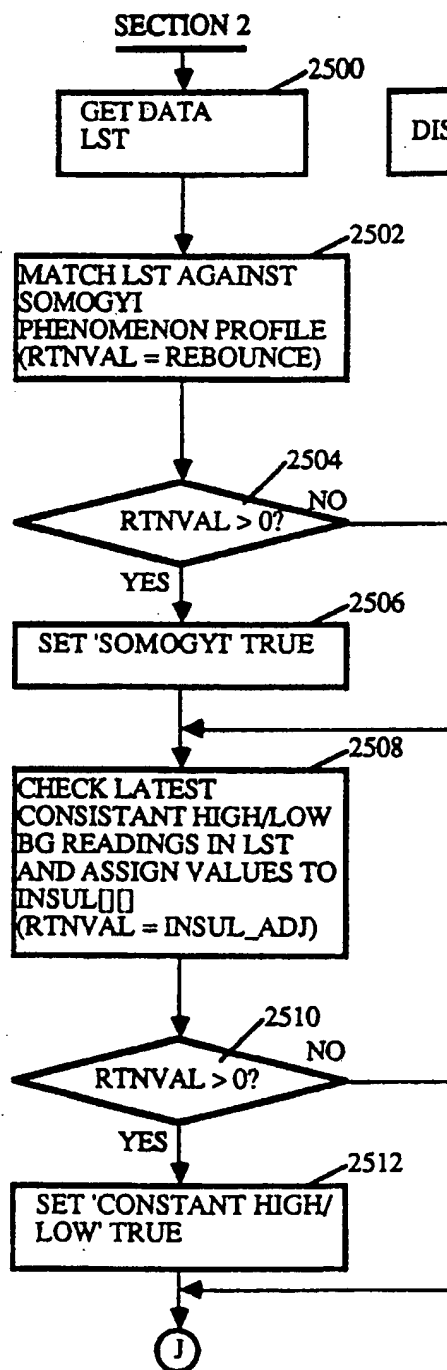 SECTION 2
2500
GET DATA
LST
DIS
2502
MATCH LST AGAINST
SOMOGYI
PHENOMENON PROFILE
(RTNVAL = REBOUNCE)
2504
NO
RTNVAL > 0?
YES
2506
SET 'SOMOGYI' TRUE
2508
CHECK LATEST
CONSISTANT HIGH/LOW
BG READINGS IN LST
AND ASSIGN VALUES TO
INSUL[][]
(RTNVAL = INSUL_ADJ)
2510
NO
RTNVAL > 0?
YES
2512
SET 'CONSTANT HIGH/
LOW' TRUE
J